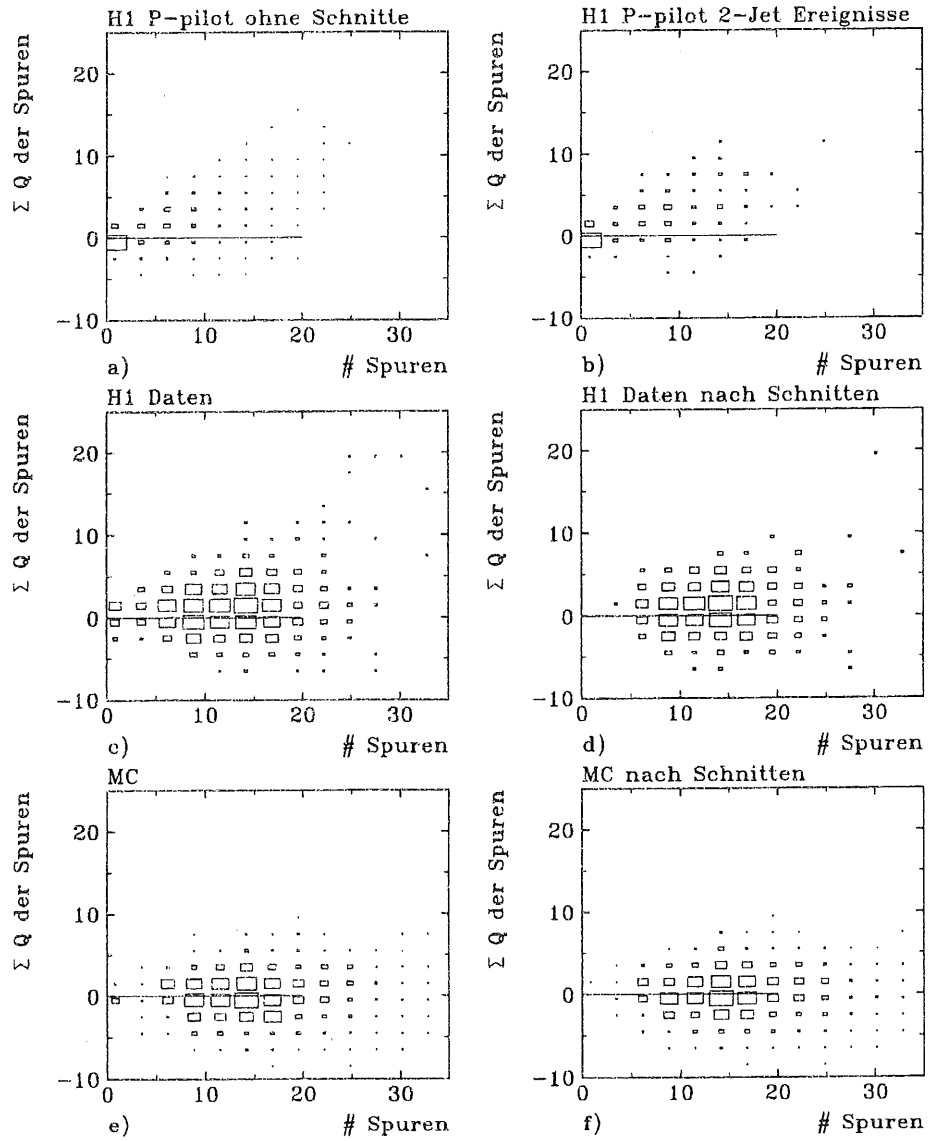 H1 P-pilot ohne Schnitte
Σ Q der Spuren
20
10
0
-10
0
10
20
30
a)
# Spuren
H1 P-pilot 2-Jet Ereignisse
Σ Q der Spuren
20
10
0
-10
0
10
20
30
b)
# Spuren
H1 Daten
Σ Q der Spuren
20
10
0
-10
0
10
20
30
c)
# Spuren
H1 Daten nach Schnitten
Σ Q der Spuren
20
10
0
-10
0
10
20
30
d)
# Spuren
MC
Σ Q der Spuren
20
10
0
-10
0
10
20
30
e)
# Spuren
MC nach Schnitten
Σ Q der Spuren
20
10
0
-10
0
10
20
30
f)
# Spuren